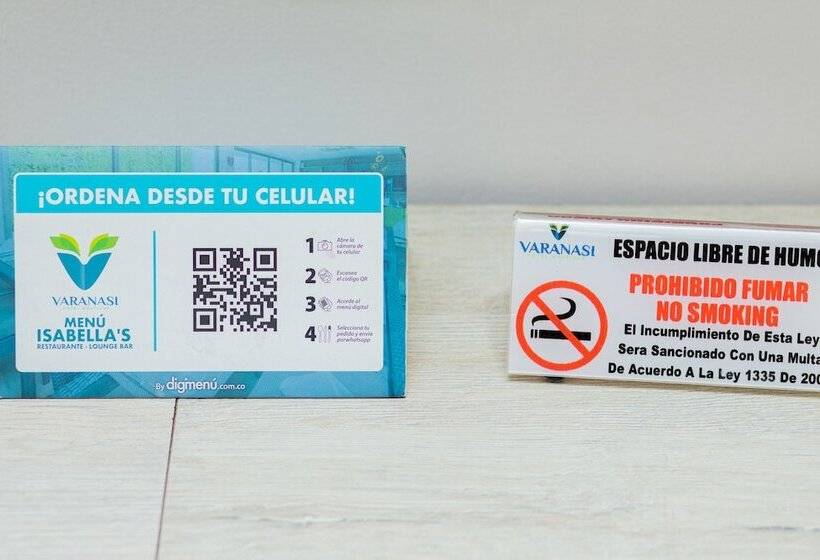 ¡ORDENA DESDE TU CELULAR!
VARANASI
MENÚ
ISABELLA'S
RESTAURANTE - LOUNGE BAR
1 Abre la
cámara de
tu celular
2 Escanea
el código QR
3 Accede al
menú digital
4 Selecciona tu
pedido y envía
por whatsapp
By digimenú.com.co
VARANASI
ESPACIO LIBRE DE HUMO
PROHIBIDO FUMAR
NO SMOKING
El Incumplimiento De Esta Ley
Sera Sancionado Con Una Multa
De Acuerdo A La Ley 1335 De 200